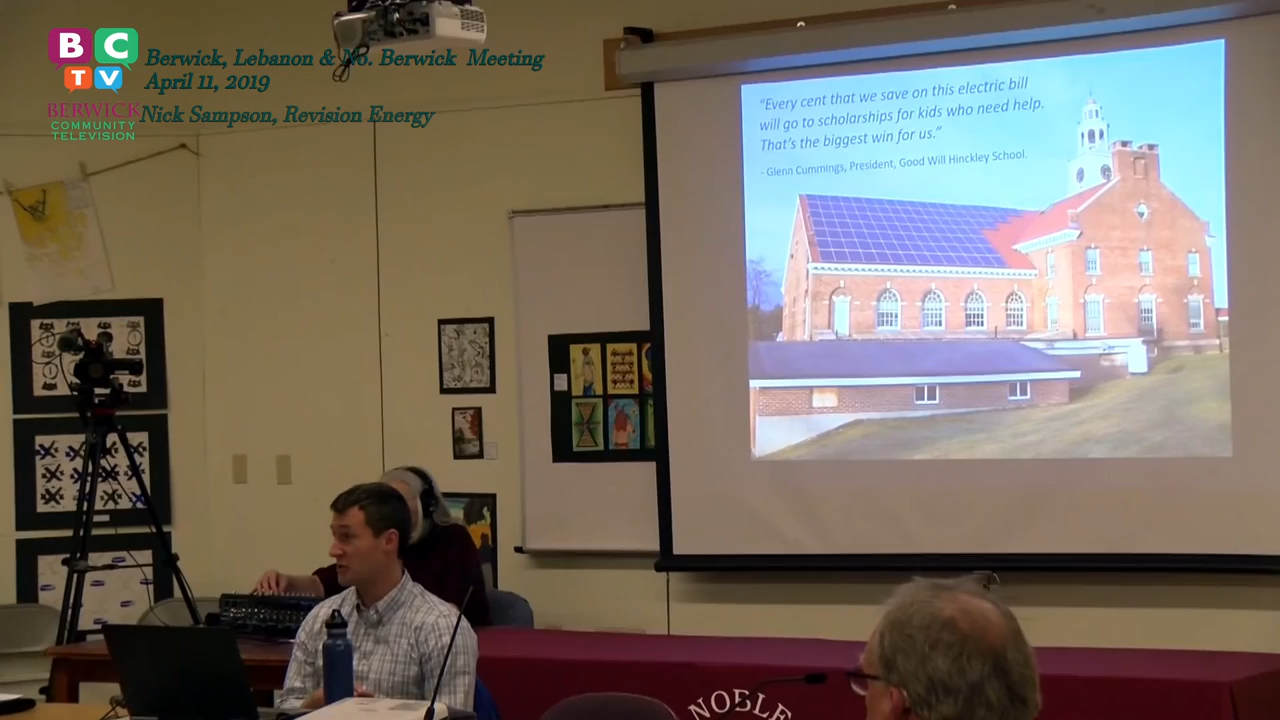 B C
TV
BERWICK
COMMUNITY
TELEVISION
Berwick, Lebanon & No. Berwick Meeting
April 11, 2019
Nick Sampson, Revision Energy
"Every cent that we save on this electric bill
will go to scholarships for kids who need help.
That's the biggest win for us."
- Glenn Cummings, President, Good Will Hinckley School.
NOBLE